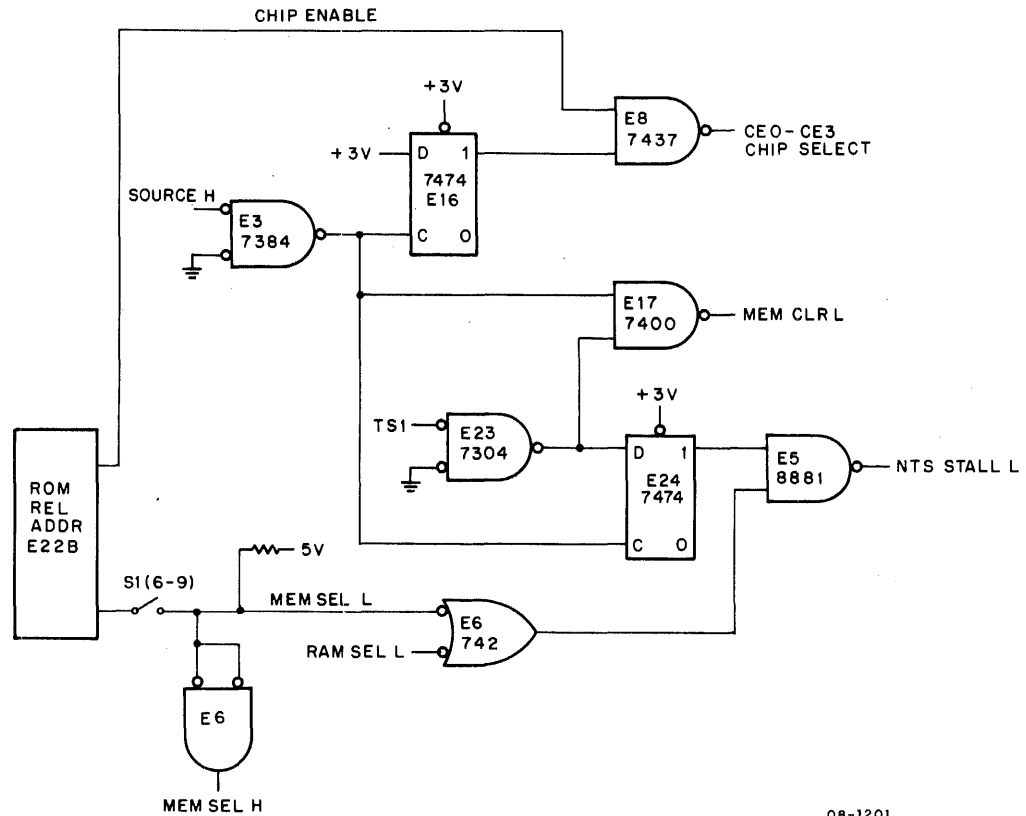 CHIP ENABLE
+3V
E8
7437
CE0-CE3
CHIP SELECT
+3V
D 1
7474
E16
C 0
SOURCE H
E3
7384
E17
7400
MEM CLR L
+3V
TS1
E23
7304
D 1
E24
7474
C 0
E5
8881
NTS STALL L
ROM
REL
ADDR
E22B
5V
S1(6-9)
MEM SEL L
E6
742
RAM SEL L
E6
MEM SEL H
08-1201